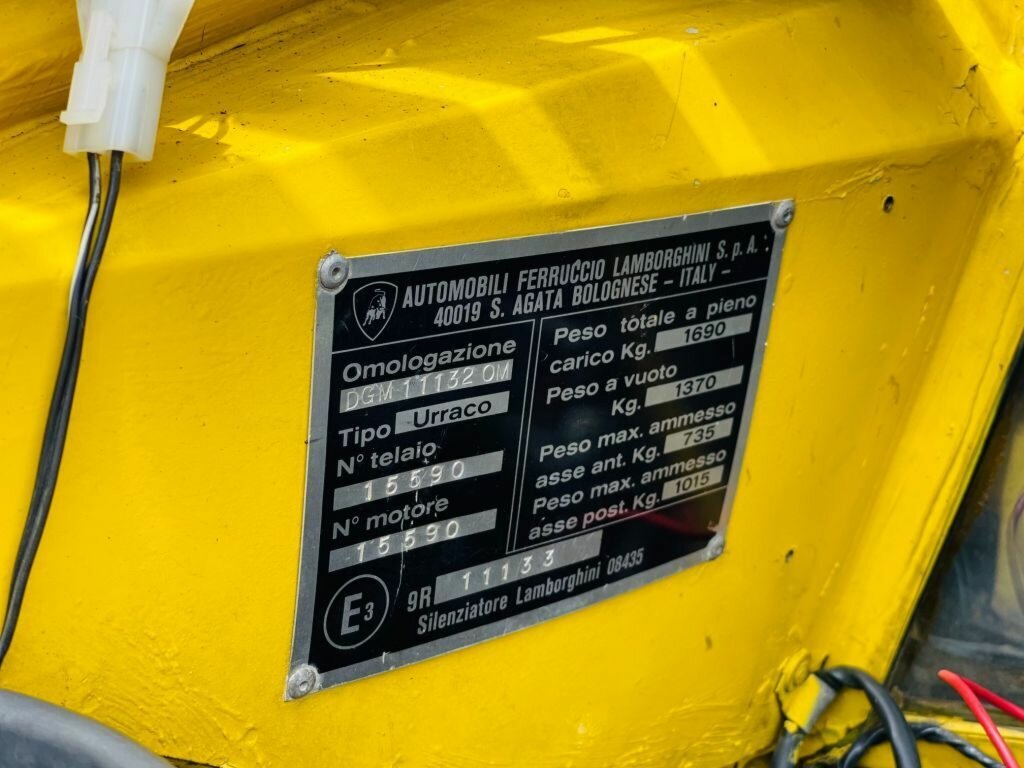 AUTOMOBILI FERRUCCIO LAMBORGHINI S.p.A.
40019 S. AGATA BOLOGNESE - ITALY -
Omologazione
DGM 11132 OM
Tipo Urraco
N° telaio
15590
N° motore
15590
Peso totale a pieno
carico Kg. 1690
Peso a vuoto
Kg. 1370
Peso max. ammesso
asse ant. Kg. 735
Peso max. ammesso
asse post. Kg. 1015
E3 9R 11133
Silenziatore Lamborghini 08435